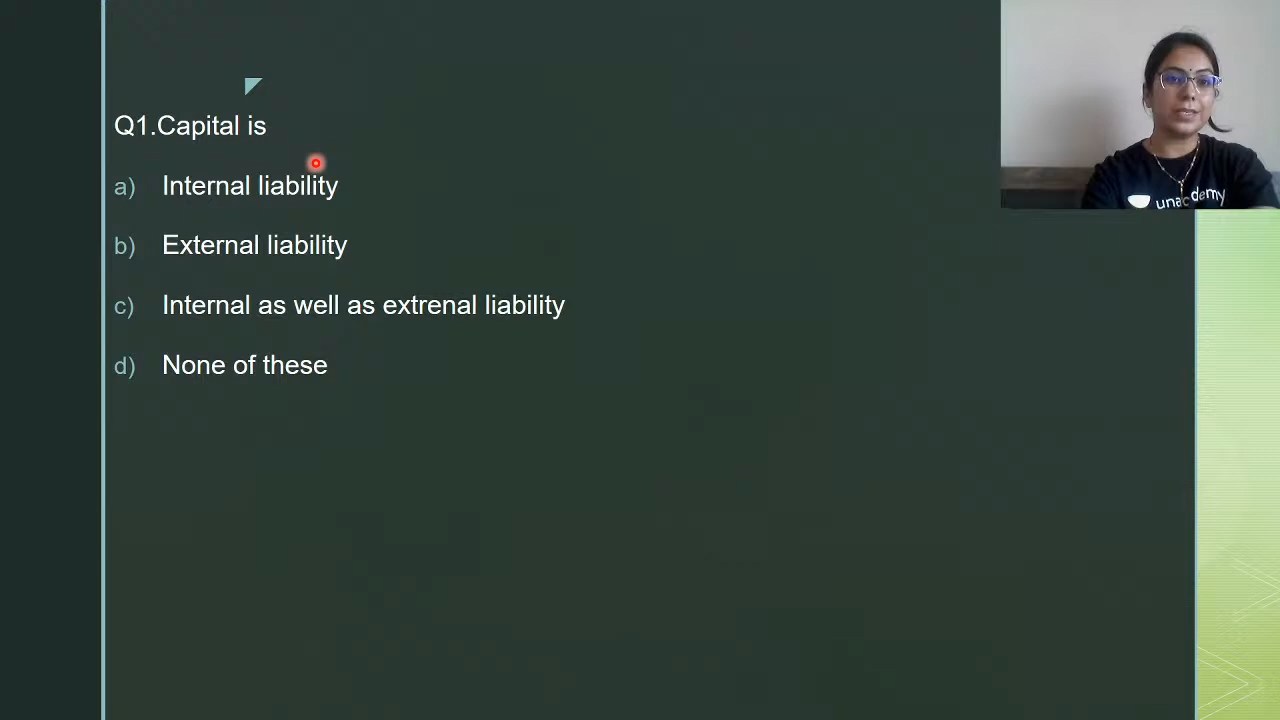 Q1.Capital is
a) Internal liability
b) External liability
c) Internal as well as extrenal liability
d) None of these
unacademy